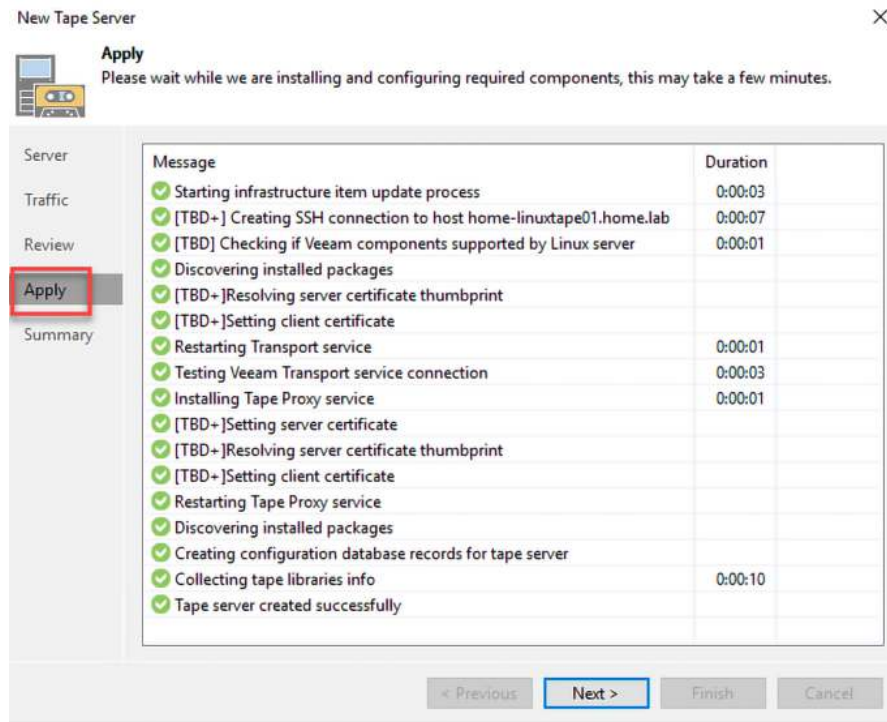 New Tape Server
Apply
Please wait while we are installing and configuring required components, this may take a few minutes.
Server
Traffic
Review
Apply
Summary
Message Duration
Starting infrastructure item update process 0:00:03
[TBD+] Creating SSH connection to host home-linuxtape01.home.lab 0:00:07
[TBD] Checking if Veeam components supported by Linux server 0:00:01
Discovering installed packages
[TBD+]Resolving server certificate thumbprint
[TBD+]Setting client certificate
Restarting Transport service 0:00:01
Testing Veeam Transport service connection 0:00:03
Installing Tape Proxy service 0:00:01
[TBD+]Setting server certificate
[TBD+]Resolving server certificate thumbprint
[TBD+]Setting client certificate
Restarting Tape Proxy service
Discovering installed packages
Creating configuration database records for tape server
Collecting tape libraries info 0:00:10
Tape server created successfully
< Previous Next > Finish Cancel